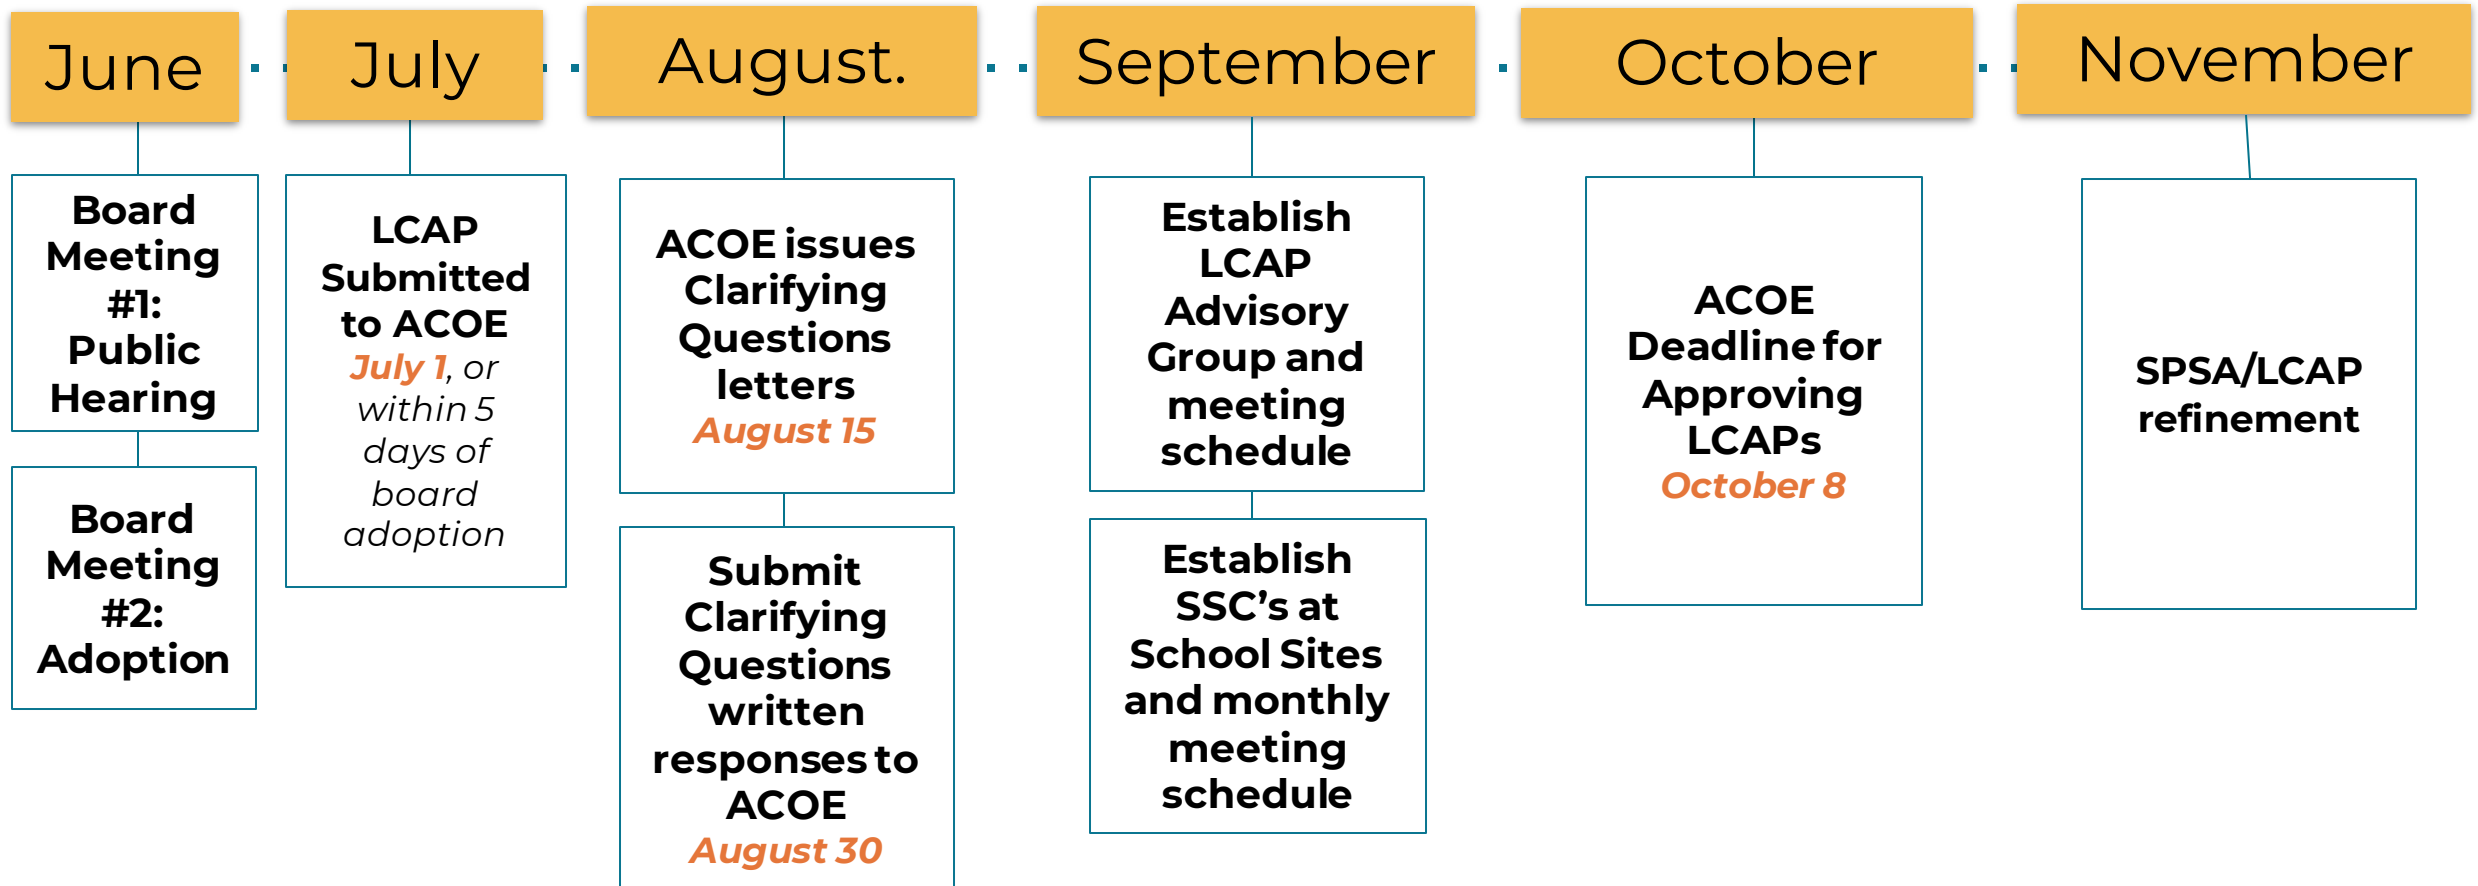 June
July
August.
September
October
November
Board
Meeting
#1:
Public
Hearing
Board
Meeting
#2:
Adoption
LCAP
Submitted
to ACOE
July 1, or
within 5
days of
board
adoption
ACOE issues
Clarifying
Questions
letters
August 15
Submit
Clarifying
Questions
written
responses to
ACOE
August 30
Establish
LCAP
Advisory
Group and
meeting
schedule
Establish
SSC’s at
School Sites
and monthly
meeting
schedule
ACOE
Deadline for
Approving
LCAPs
October 8
SPSA/LCAP
refinement